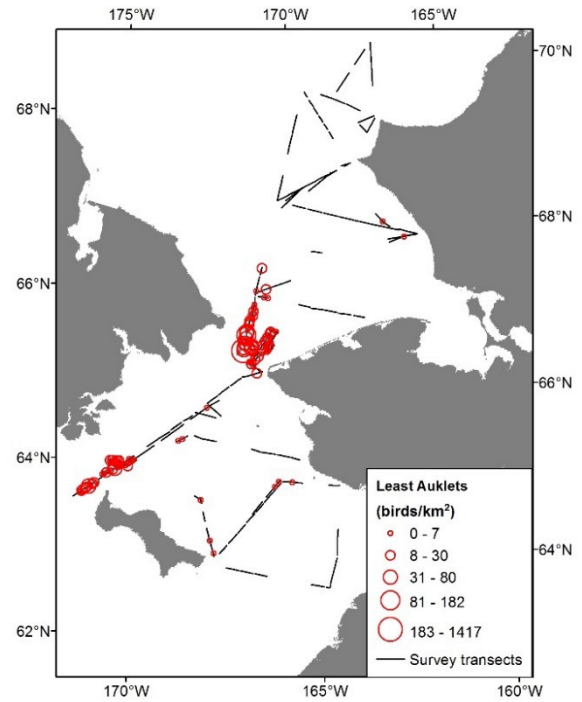 175°W 170°W 165°W
70°N
68°N
68°N
66°N
66°N
64°N
64°N
62°N
Least Auklets
(birds/km²)
0 - 7
8 - 30
31 - 80
81 - 182
183 - 1417
Survey transects
170°W 165°W 160°W